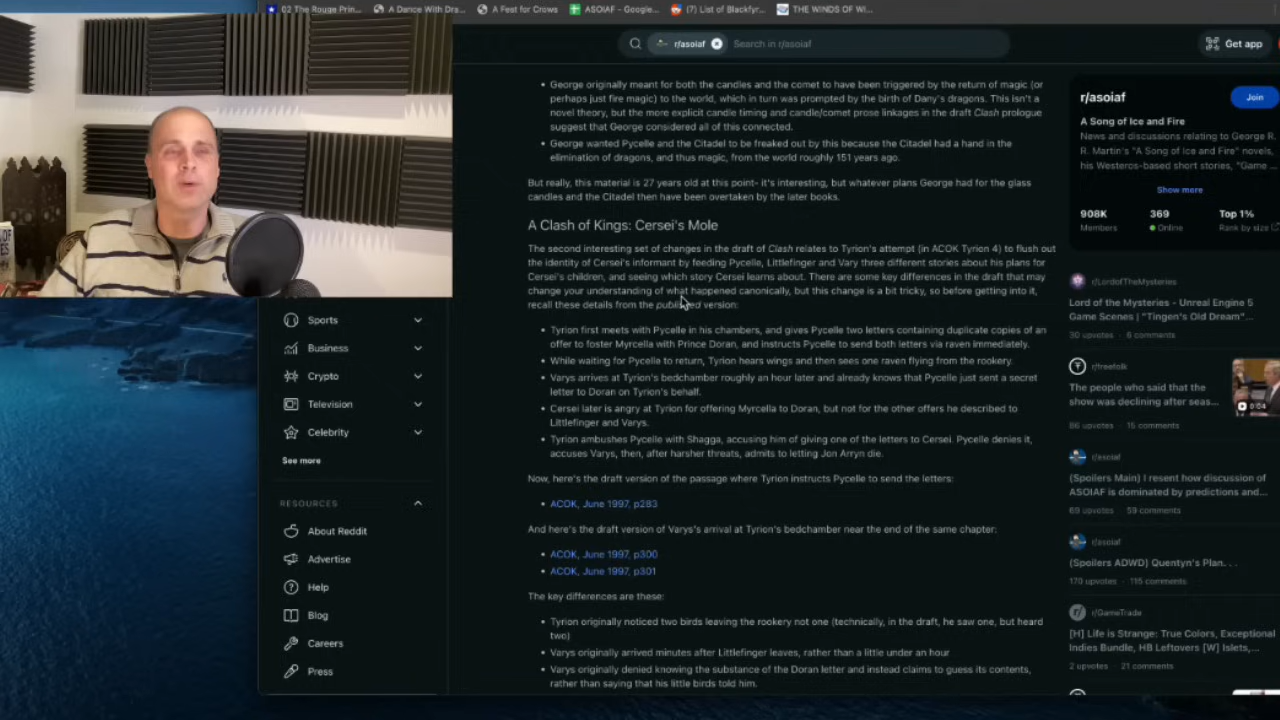 02 The Rouge Prin...
A Dance With Dra...
A Fest for Crows
ASOIAF - Google...
(7) List of Blackfyr...
THE WINDS OF WI...
r/asoiaf
Search in r/asoiaf
Get app
George originally meant for both the candles and the comet to have been triggered by the return of magic (or
perhaps just fire magic) to the world, which in turn was prompted by the birth of Dany's dragons. This isn't a
novel theory, but the more explicit candle timing and candle/comet prose linkages in the draft Clash prologue
suggest that George considered all of this connected.
George wanted Pycelle and the Citadel to be freaked out by this because the Citadel had a hand in the
elimination of dragons, and thus magic, from the world roughly 151 years ago.
But really, this material is 27 years old at this point- it's interesting, but whatever plans George had for the glass
candles and the Citadel then have been overtaken by the later books.
A Clash of Kings: Cersei's Mole
The second interesting set of changes in the draft of Clash relates to Tyrion's attempt (in ACOK Tyrion 4) to flush out
the identity of Cersei's informant by feeding Pycelle, Littlefinger and Vary three different stories about his plans for
Cersei's children, and seeing which story Cersei learns about. There are some key differences in the draft that may
change your understanding of what happened canonically, but this change is a bit tricky, so before getting into it,
recall these details from the published version:
Tyrion first meets with Pycelle in his chambers, and gives Pycelle two letters containing duplicate copies of an
offer to foster Myrcella with Prince Doran, and instructs Pycelle to send both letters via raven immediately.
While waiting for Pycelle to return, Tyrion hears wings and then sees one raven flying from the rookery.
Varys arrives at Tyrion's bedchamber roughly an hour later and already knows that Pycelle just sent a secret
letter to Doran on Tyrion's behalf.
Cersei later is angry at Tyrion for offering Myrcella to Doran, but not for the other offers he described to
Littlefinger and Varys.
Tyrion ambushes Pycelle with Shagga, accusing him of giving one of the letters to Cersei. Pycelle denies it,
accuses Varys, then, after harsher threats, admits to letting Jon Arryn die.
Now, here's the draft version of the passage where Tyrion instructs Pycelle to send the letters:
ACOK, June 1997, p283
And here's the draft version of Varys's arrival at Tyrion's bedchamber near the end of the same chapter:
ACOK, June 1997, p300
ACOK, June 1997, p301
The key differences are these:
Tyrion originally noticed two birds leaving the rookery not one (technically, in the draft, he saw one, but heard
two)
Varys originally arrived minutes after Littlefinger leaves, rather than a little under an hour
Varys originally denied knowing the substance of the Doran letter and instead claims to guess its contents,
rather than saying that his little birds told him.
Sports
Business
Crypto
Television
Celebrity
See more
RESOURCES
About Reddit
Advertise
Help
Blog
Careers
Press
r/asoiaf
Join
A Song of Ice and Fire
News and discussions relating to George R.
R. Martin's "A Song of Ice and Fire" novels,
his Westeros-based short stories, "Game ...
Show more
908K
369
Top 1%
Members
Online
Rank by size
r/LordofTheMysteries
Lord of the Mysteries - Unreal Engine 5
Game Scenes | "Tingen's Old Dream"...
30 upvotes · 6 comments
r/freefolk
The people who said that the
show was declining after seas...
0:04
86 upvotes · 15 comments
r/asoiaf
(Spoilers Main) I resent how discussion of
ASOIAF is dominated by predictions and...
69 upvotes · 59 comments
r/asoiaf
(Spoilers ADWD) Quentyn's Plan. . .
170 upvotes · 115 comments
r/GameTrade
[H] Life is Strange: True Colors, Exceptional
Indies Bundle, HB Leftovers [W] Islets,...
2 upvotes · 21 comments